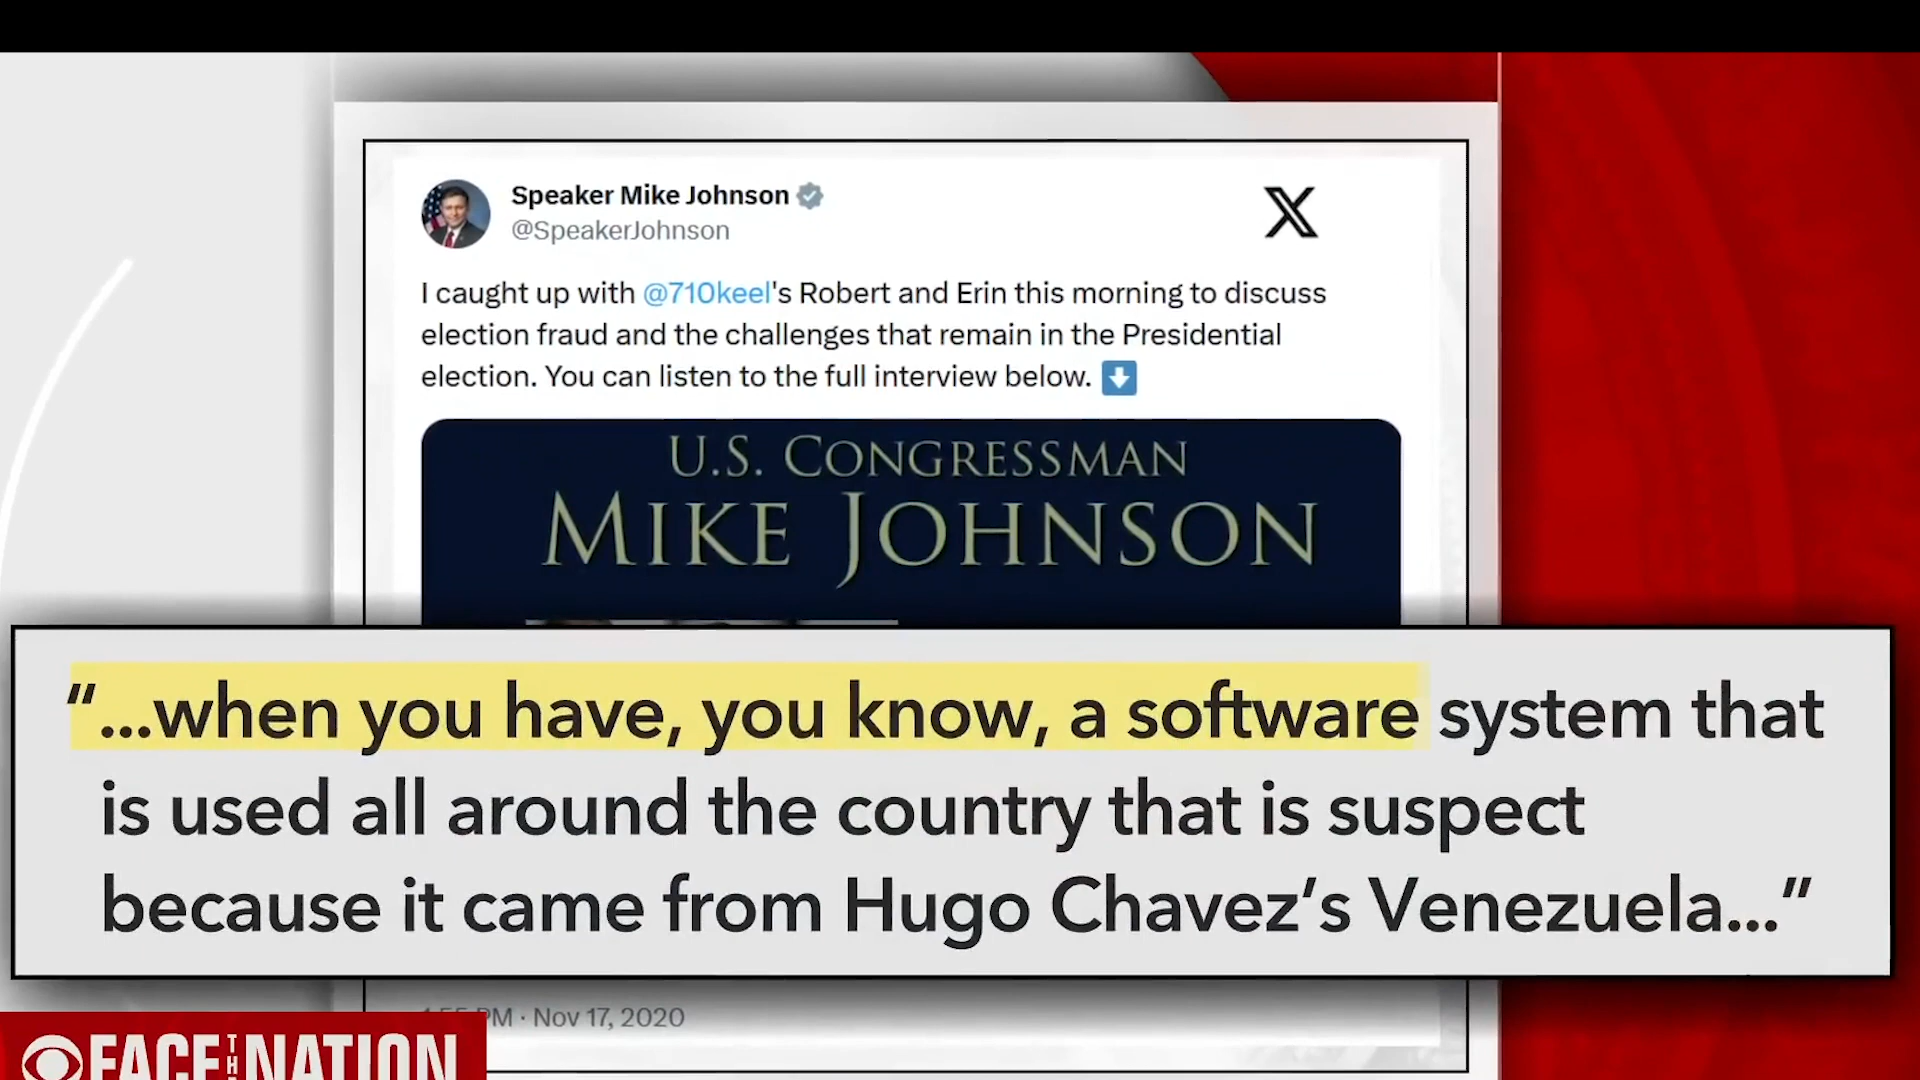 Speaker Mike Johnson
@SpeakerJohnson
X
I caught up with @710keel's Robert and Erin this morning to discuss
election fraud and the challenges that remain in the Presidential
election. You can listen to the full interview below.
U.S. CONGRESSMAN
MIKE JOHNSON
“...when you have, you know, a software system that
is used all around the country that is suspect
because it came from Hugo Chavez’s Venezuela...”
1:55 PM · Nov 17, 2020
FACE THE NATION